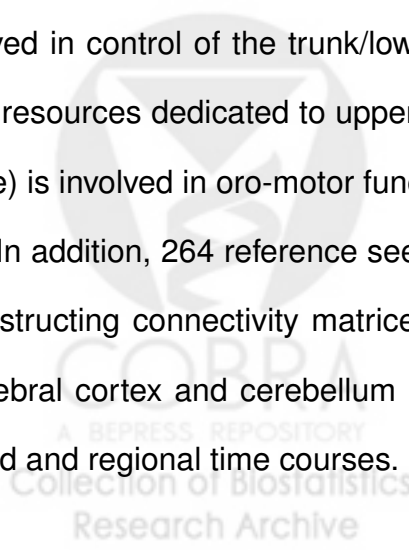 ved in control of the trunk/low
resources dedicated to upper
e) is involved in oro-motor func
In addition, 264 reference see
structing connectivity matrice
COBRA
ebral cortex and cerebellum
A BEPRESS REPOSITORY
d and regional time courses.
Collection of Biostatistics
Research Archive